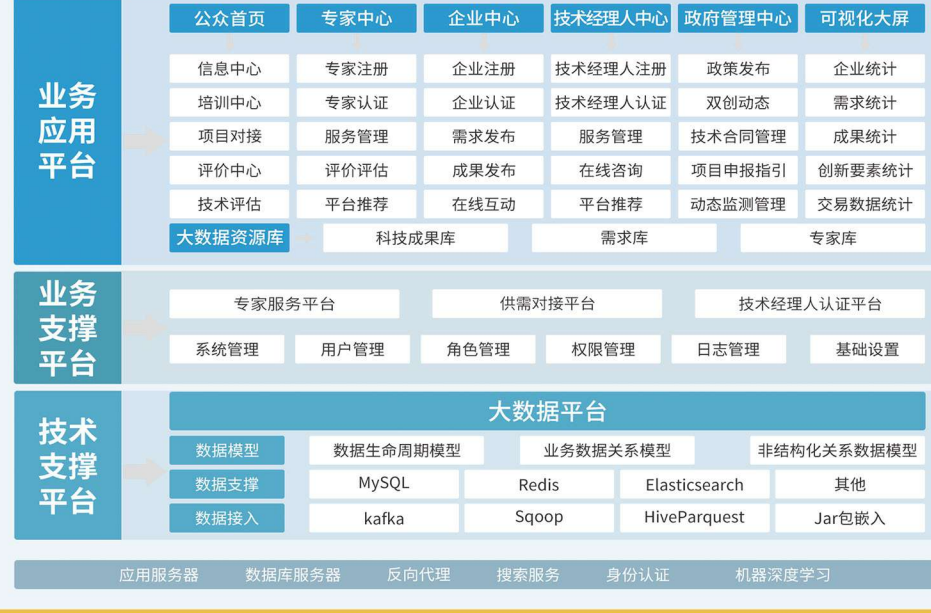 业务
应用
平台
公众首页 专家中心 企业中心 技术经理人中心 政府管理中心 可视化大屏
信息中心 专家注册 企业注册 技术经理人注册 政策发布 企业统计
培训中心 专家认证 企业认证 技术经理人认证 双创动态 需求统计
项目对接 服务管理 需求发布 服务管理 技术合同管理 成果统计
评价中心 评价评估 成果发布 在线咨询 项目申报指引 创新要素统计
技术评估 平台推荐 在线互动 平台推荐 动态监测管理 交易数据统计
大数据资源库 科技成果库 需求库 专家库
业务
支撑
平台
专家服务平台 供需对接平台 技术经理人认证平台
系统管理 用户管理 角色管理 权限管理 日志管理 基础设置
技术
支撑
平台
大数据平台
数据模型 数据生命周期模型 业务数据关系模型 非结构化关系数据模型
数据支撑 MySQL Redis Elasticsearch 其他
数据接入 kafka Sqoop HiveParquest Jar包嵌入
应用服务器 数据库服务器 反向代理 搜索服务 身份认证 机器深度学习